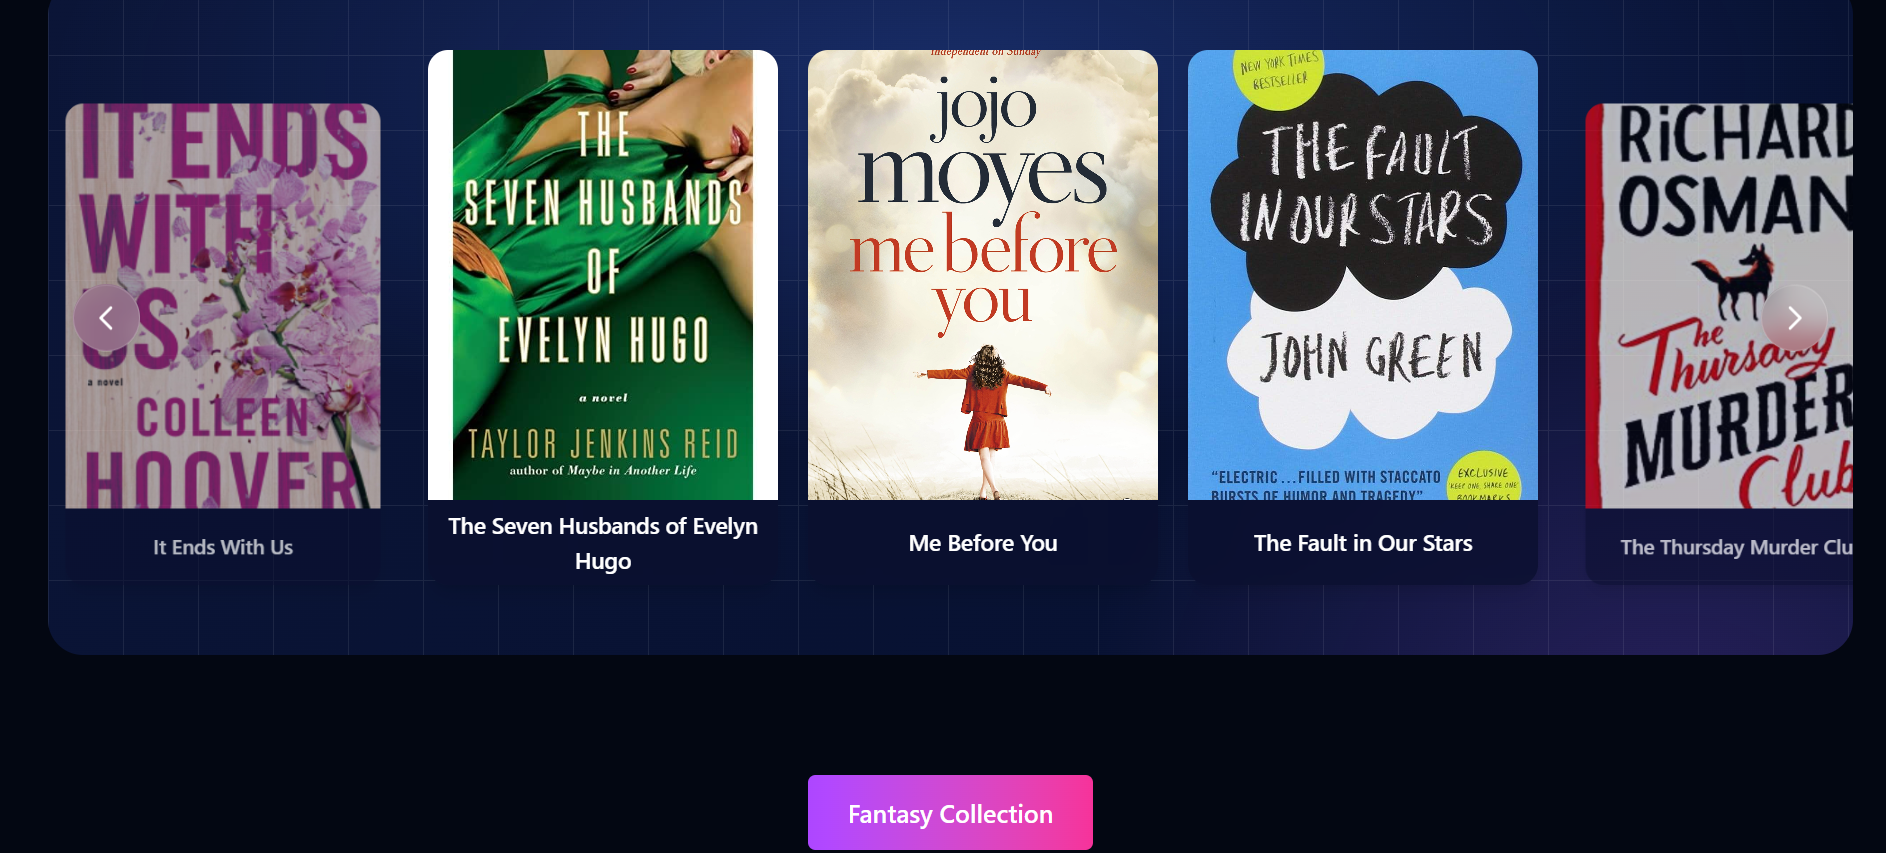 IT ENDS
WITH
US
a novel
COLLEEN
HOOVER
It Ends With Us
THE
SEVEN HUSBANDS
OF
EVELYN HUGO
a novel
TAYLOR JENKINS REID
author of Maybe in Another Life
The Seven Husbands of Evelyn
Hugo
Independent on Sunday
jojo
moyes
me before
you
Me Before You
NEW YORK TIMES
BESTSELLER
THE FAULT
IN OUR STARS
JOHN GREEN
“ELECTRIC...FILLED WITH STACCATO
BURSTS OF HUMOR AND TRAGEDY”
EXCLUSIVE
KEEP ONE, SHARE ONE
BOOKMARKS
The Fault in Our Stars
RiCHARD
OSMAN
The
Thursday
MURDER
Club
The Thursday Murder Clu
Fantasy Collection